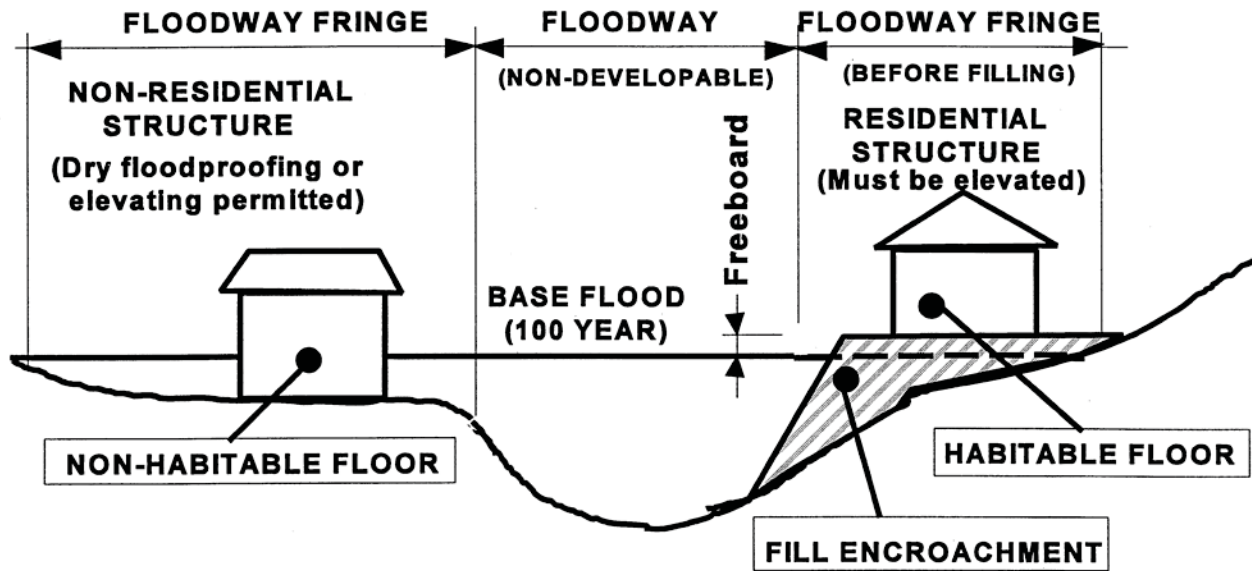 FLOODWAY FRINGE
FLOODWAY
FLOODWAY FRINGE
(NON-DEVELOPABLE)
(BEFORE FILLING)
NON-RESIDENTIAL
STRUCTURE
(Dry floodproofing or
elevating permitted)
Freeboard
RESIDENTIAL
STRUCTURE
(Must be elevated)
BASE FLOOD
(100 YEAR)
NON-HABITABLE FLOOR
HABITABLE FLOOR
FILL ENCROACHMENT